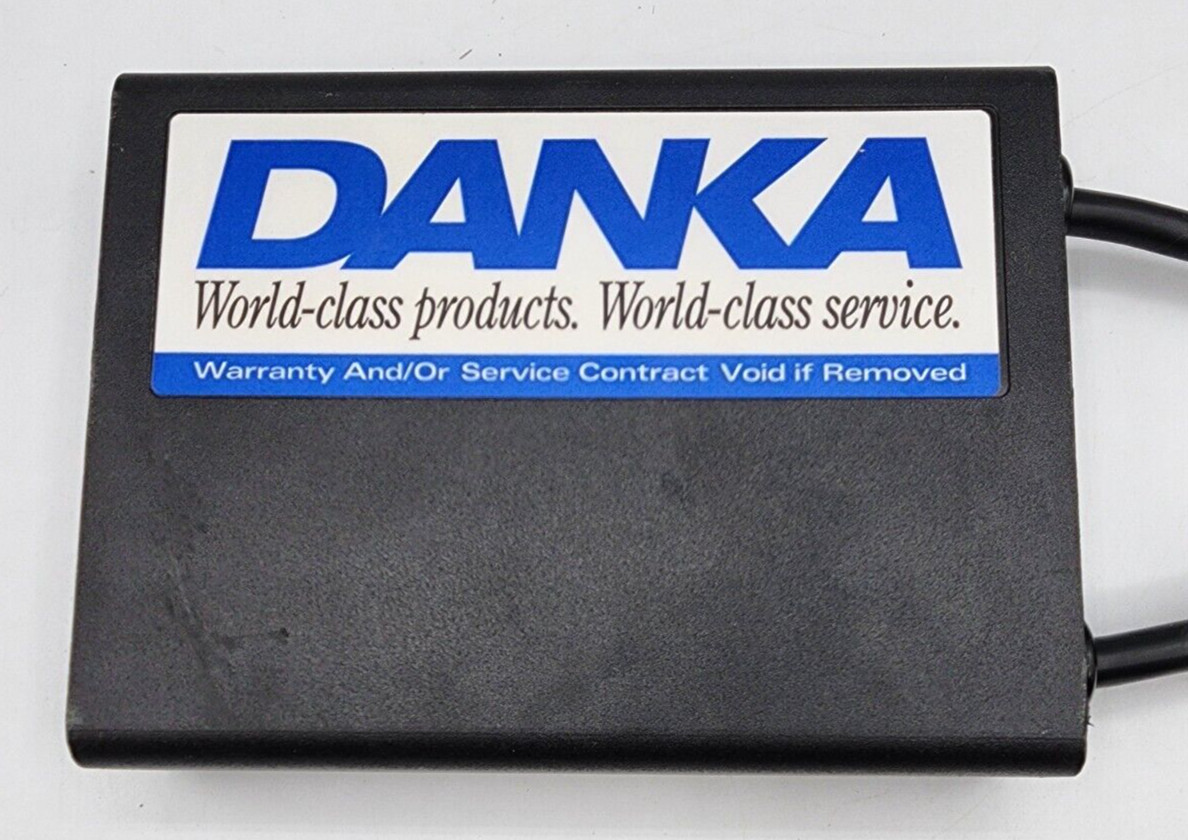 DANKA
World-class products. World-class service.
Warranty And/Or Service Contract Void if Removed